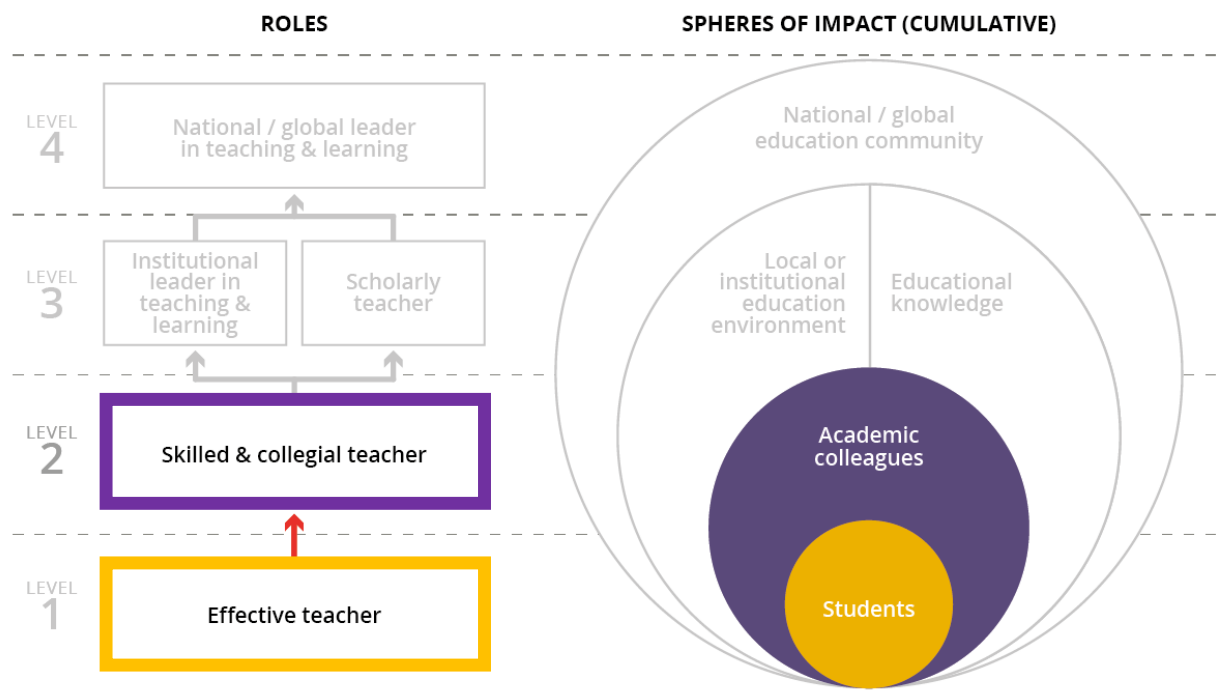 ROLES
SPHERES OF IMPACT (CUMULATIVE)
LEVEL
4
National / global leader
in teaching & learning
National / global
education community
LEVEL
3
Institutional
leader in
teaching &
learning
Scholarly
teacher
Local or
institutional
education
environment
Educational
knowledge
LEVEL
2
Skilled & collegial teacher
Academic
colleagues
LEVEL
1
Effective teacher
Students